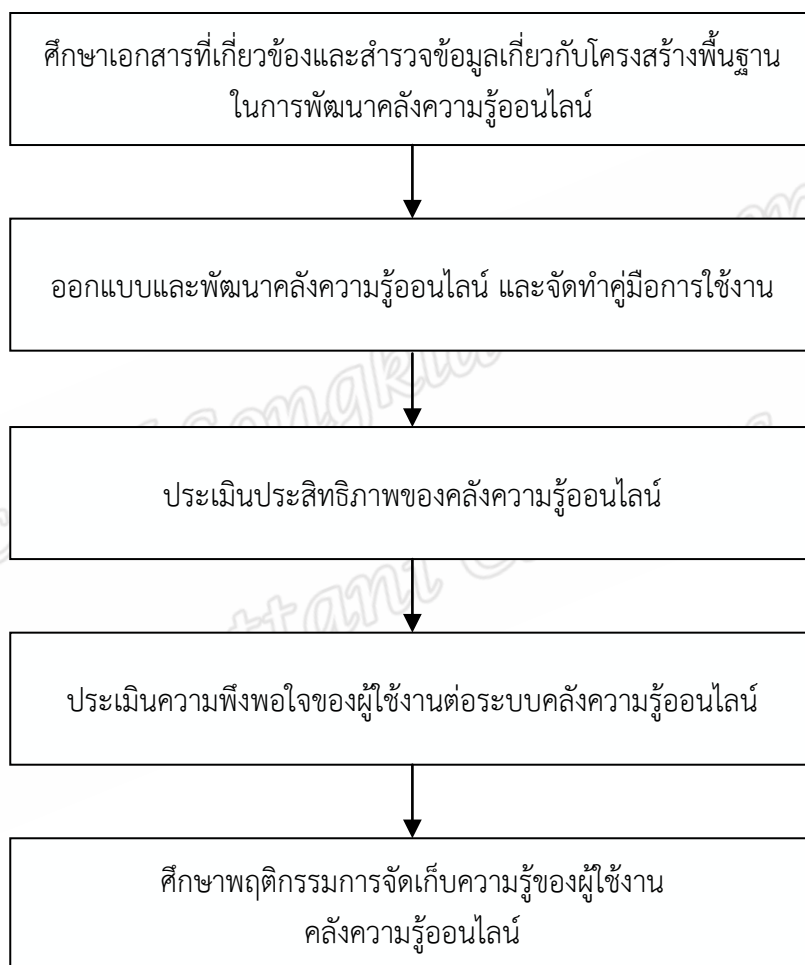 ศึกษาเอกสารที่เกี่ยวข้องและสำรวจข้อมูลเกี่ยวกับโครงสร้างพื้นฐาน
ในการพัฒนาคลังความรู้ออนไลน์
ออกแบบและพัฒนาคลังความรู้ออนไลน์ และจัดทำคู่มือการใช้งาน
ประเมินประสิทธิภาพของคลังความรู้ออนไลน์
ประเมินความพึงพอใจของผู้ใช้งานต่อระบบคลังความรู้ออนไลน์
ศึกษาพฤติกรรมการจัดเก็บความรู้ของผู้ใช้งาน
คลังความรู้ออนไลน์